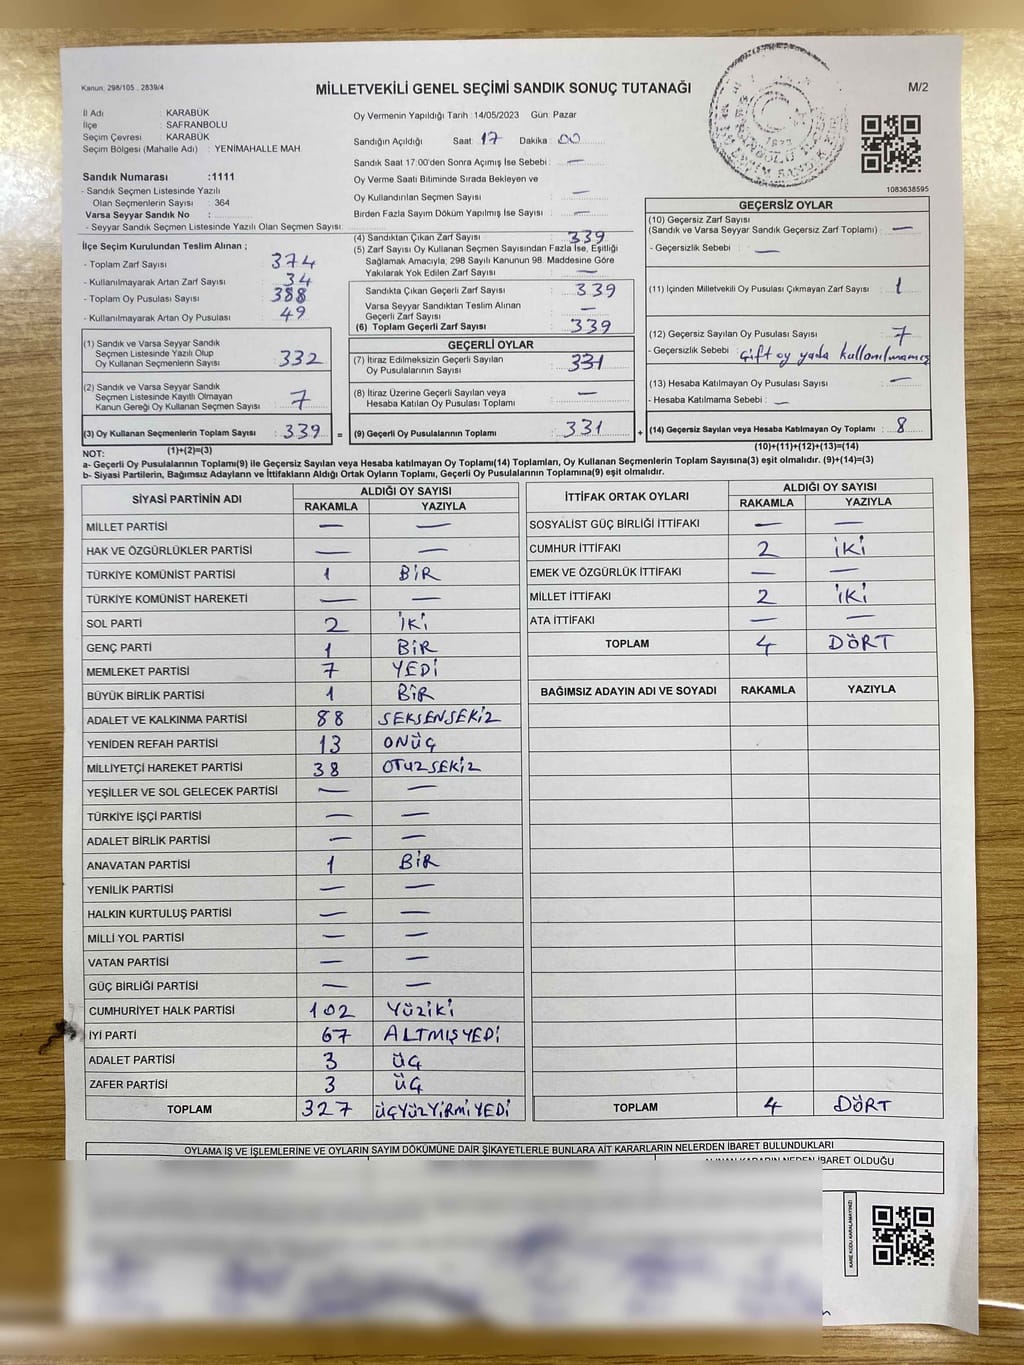 Kanun, 298/105 , 2839/4
MİLLETVEKİLİ GENEL SEÇİMİ SANDIK SONUÇ TUTANAĞI
M/2
İl Adı : KARABÜK
İlçe : SAFRANBOLU
Seçim Çevresi : KARABÜK
Seçim Bölgesi (Mahalle Adı) : YENİMAHALLE MAH.
Sandık Numarası :1111
- Sandık Seçmen Listesinde Yazılı
Olan Seçmenlerin Sayısı : 364
Varsa Seyyar Sandık No :
- Seyyar Sandık Seçmen Listesinde Yazılı Olan Seçmen Sayısı:
Oy Vermenin Yapıldığı Tarih : 14/05/2023 Gün: Pazar
Sandığın Açıldığı Saat: 17 Dakika : 00
Sandık Saat 17:00'den Sonra Açımış İse Sebebi : —
Oy Verme Saati Bitiminde Sırada Bekleyen ve
Oy Kullandırılan Seçmen Sayısı : —
Birden Fazla Sayım Döküm Yapılmış İse Sayısı : —
1083638595
İlçe Seçim Kurulundan Teslim Alınan ;
- Toplam Zarf Sayısı : 374
- Kullanılmayarak Artan Zarf Sayısı : 34
- Toplam Oy Pusulası Sayısı : 388
- Kullanılmayarak Artan Oy Pusulası : 49
(1) Sandık ve Varsa Seyyar Sandık
Seçmen Listesinde Yazılı Olup
Oy Kullanan Seçmenlerin Sayısı : 332
(2) Sandık ve Varsa Seyyar Sandık
Seçmen Listesinde Kayıtlı Olmayan
Kanun Gereği Oy Kullanan Seçmen Sayısı : 7
(3) Oy Kullanan Seçmenlerin Toplam Sayısı : 339 =
(1)+(2)=(3)
(4) Sandıktan Çıkan Zarf Sayısı : 339
(5) Zarf Sayısı Oy Kullanan Seçmen Sayısından Fazla İse, Eşitliği
Sağlamak Amacıyla, 298 Sayılı Kanunun 98. Maddesine Göre
Yakılarak Yok Edilen Zarf Sayısı : —
Sandıkta Çıkan Geçerli Zarf Sayısı : 339
Varsa Seyyar Sandıktan Teslim Alınan
Geçerli Zarf Sayısı : —
(6) Toplam Geçerli Zarf Sayısı : 339
GEÇERLİ OYLAR
(7) İtiraz Edilmeksizin Geçerli Sayılan
Oy Pusulalarının Sayısı : 331
(8) İtiraz Üzerine Geçerli Sayılan veya
Hesaba Katılan Oy Pusulası Toplamı : —
(9) Geçerli Oy Pusulalarının Toplamı : 331 +
GEÇERSİZ OYLAR
(10) Geçersiz Zarf Sayısı
(Sandık ve Varsa Seyyar Sandık Geçersiz Zarf Toplamı) : —
- Geçersizlik Sebebi : —
(11) İçinden Milletvekili Oy Pusulası Çıkmayan Zarf Sayısı : 1
(12) Geçersiz Sayılan Oy Pusulası Sayısı : 7
- Geçersizlik Sebebi : Çift oy yada kullanılmamış
(13) Hesaba Katılmayan Oy Pusulası Sayısı : —
- Hesaba Katılmama Sebebi : —
(14) Geçersiz Sayılan veya Hesaba Katılmayan Oy Toplamı : 8
(10)+(11)+(12)+(13)=(14)
NOT:
a- Geçerli Oy Pusulalarının Toplamı(9) ile Geçersiz Sayılan veya Hesaba katılmayan Oy Toplamı(14) Toplamları, Oy Kullanan Seçmenlerin Toplam Sayısına(3) eşit olmalıdır. (9)+(14)=(3)
b- Siyasi Partilerin, Bağımsız Adayların ve İttifakların Aldığı Ortak Oyların Toplamı, Geçerli Oy Pusulalarının Toplamına(9) eşit olmalıdır.
SİYASİ PARTİNİN ADI ALDIĞI OY SAYISI
RAKAMLA YAZIYLA
MİLLET PARTİSİ — —
HAK VE ÖZGÜRLÜKLER PARTİSİ — —
TÜRKİYE KOMÜNİST PARTİSİ 1 BİR
TÜRKİYE KOMÜNİST HAREKETİ — —
SOL PARTİ 2 İKİ
GENÇ PARTİ 1 BİR
MEMLEKET PARTİSİ 7 YEDİ
BÜYÜK BİRLİK PARTİSİ 1 BİR
ADALET VE KALKINMA PARTİSİ 88 SEKSENSEKİZ
YENİDEN REFAH PARTİSİ 13 ONÜÇ
MİLLİYETÇİ HAREKET PARTİSİ 38 OTUZSEKİZ
YEŞİLLER VE SOL GELECEK PARTİSİ — —
TÜRKİYE İŞÇİ PARTİSİ — —
ADALET BİRLİK PARTİSİ — —
ANAVATAN PARTİSİ 1 BİR
YENİLİK PARTİSİ — —
HALKIN KURTULUŞ PARTİSİ — —
MİLLİ YOL PARTİSİ — —
VATAN PARTİSİ — —
GÜÇ BİRLİĞİ PARTİSİ — —
CUMHURİYET HALK PARTİSİ 102 YÜZİKİ
İYİ PARTİ 67 ALTMIŞYEDİ
ADALET PARTİSİ 3 ÜÇ
ZAFER PARTİSİ 3 ÜÇ
TOPLAM 327 ÜÇYÜZYİRMİYEDİ
İTTİFAK ORTAK OYLARI ALDIĞI OY SAYISI
RAKAMLA YAZIYLA
SOSYALİST GÜÇ BİRLİĞİ İTTİFAKI — —
CUMHUR İTTİFAKI 2 İKİ
EMEK VE ÖZGÜRLÜK İTTİFAKI — —
MİLLET İTTİFAKI 2 İKİ
ATA İTTİFAKI — —
TOPLAM 4 DÖRT
BAĞIMSIZ ADAYIN ADI VE SOYADI RAKAMLA YAZIYLA
TOPLAM 4 DÖRT
OYLAMA İŞ VE İŞLEMLERİNE VE OYLARIN SAYIM DÖKÜMÜNE DAİR ŞİKAYETLERLE BUNLARA AİT KARARLARIN NELERDEN İBARET BULUNDUKLARI
ALINAN KARARIN NEDEN İBARET OLDUĞU
KARE KODU KARALAMAYINIZ!